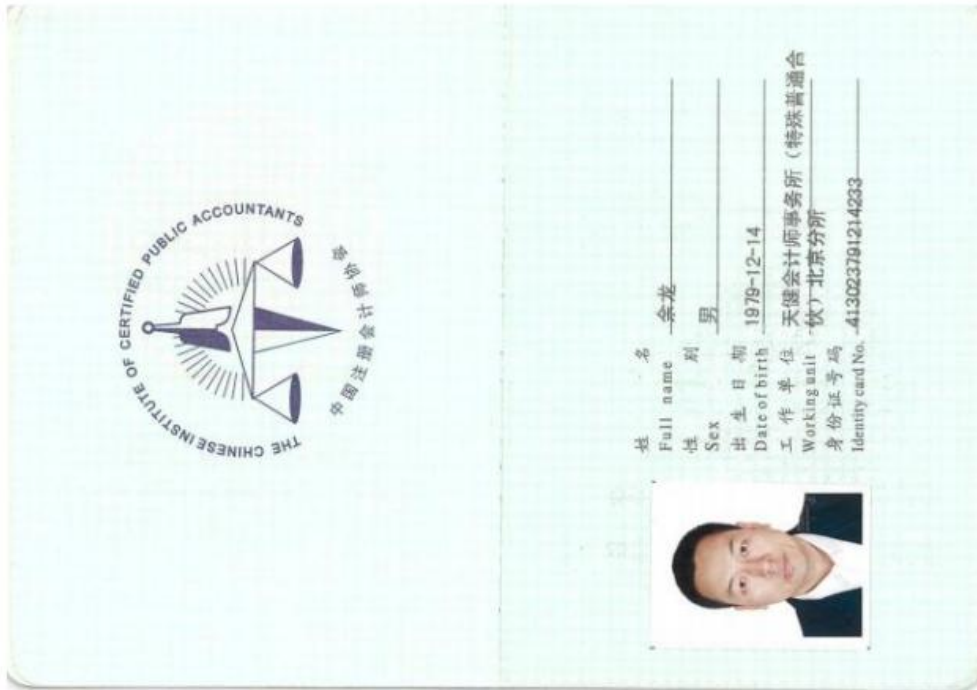 THE CHINESE INSTITUTE OF CERTIFIED PUBLIC ACCOUNTANTS
中国注册会计师协会
姓 名 余龙
Full name
性 别 男
Sex
出 生 日 期 1979-12-14
Date of birth
工 作 单 位 天健会计师事务所（特殊普通合
Working unit 伙）北京分所
身份证号码
Identity card No. 413023791214233